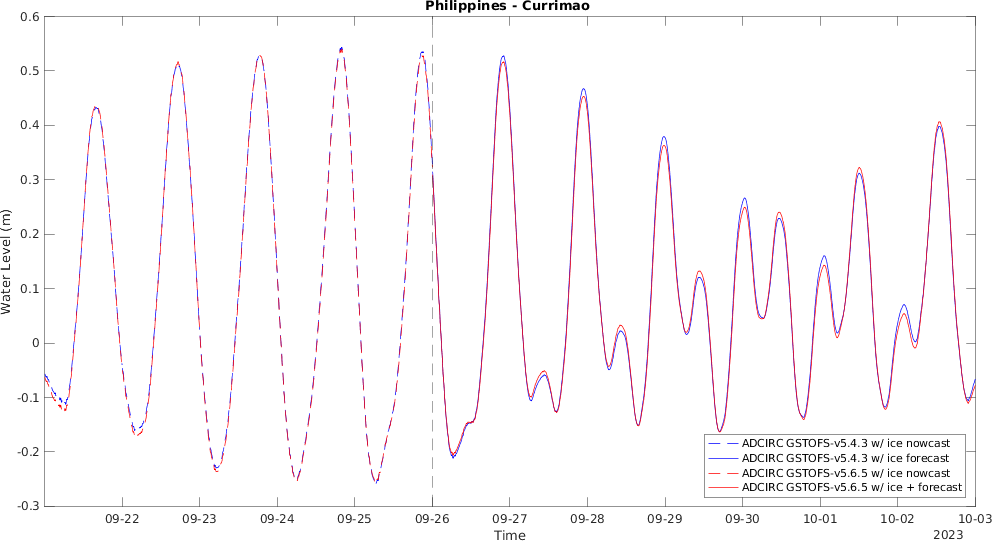 Philippines - Currimao
0.6
0.5
0.4
0.3
0.2
0.1
0
-0.1
-0.2
-0.3
Water Level (m)
09-22 09-23 09-24 09-25 09-26 09-27 09-28 09-29 09-30 10-01 10-02 10-03
2023
Time
ADCIRC GSTOFS-v5.4.3 w/ ice nowcast
ADCIRC GSTOFS-v5.4.3 w/ ice forecast
ADCIRC GSTOFS-v5.6.5 w/ ice nowcast
ADCIRC GSTOFS-v5.6.5 w/ ice + forecast